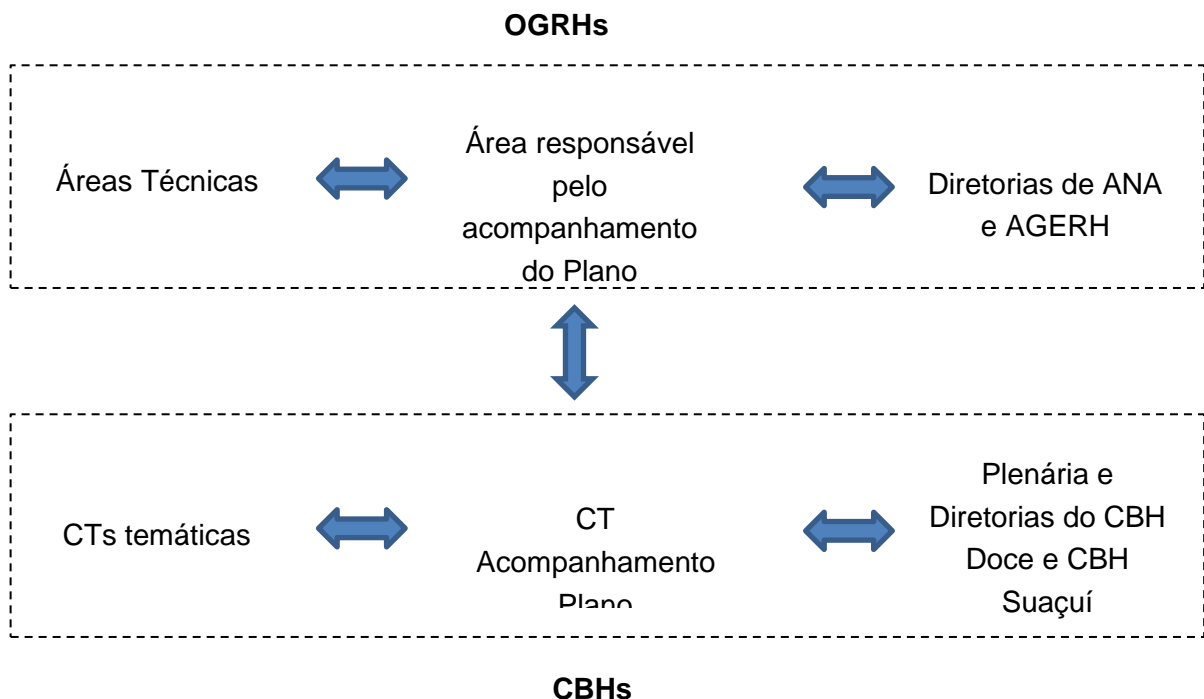 OGRHs
Áreas Técnicas
Área responsável
pelo
acompanhamento
do Plano
Diretorias de ANA
e AGERH
CTs temáticas
CT
Acompanhamento
Plano
Plenária e
Diretorias do CBH
Doce e CBH
Suaçuí
CBHs